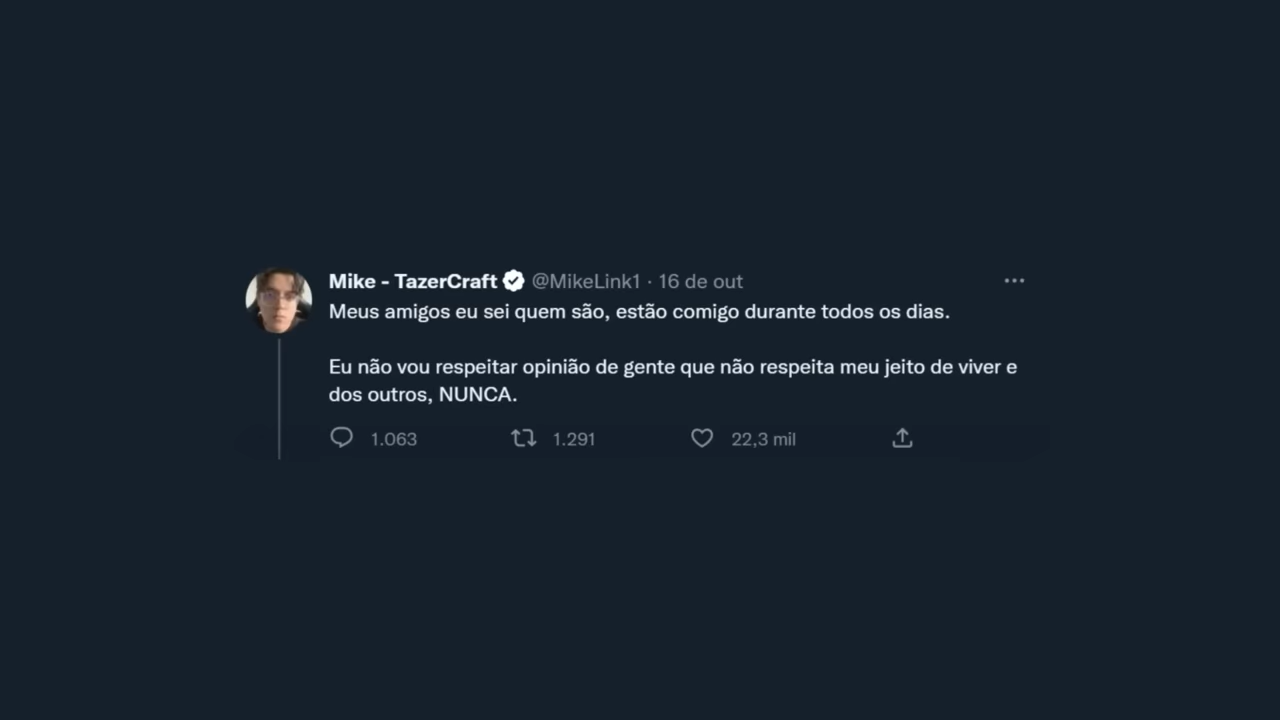 Mike - TazerCraft @MikeLink1 · 16 de out
Meus amigos eu sei quem são, estão comigo durante todos os dias.
Eu não vou respeitar opinião de gente que não respeita meu jeito de viver e
dos outros, NUNCA.
1.063 1.291 22,3 mil